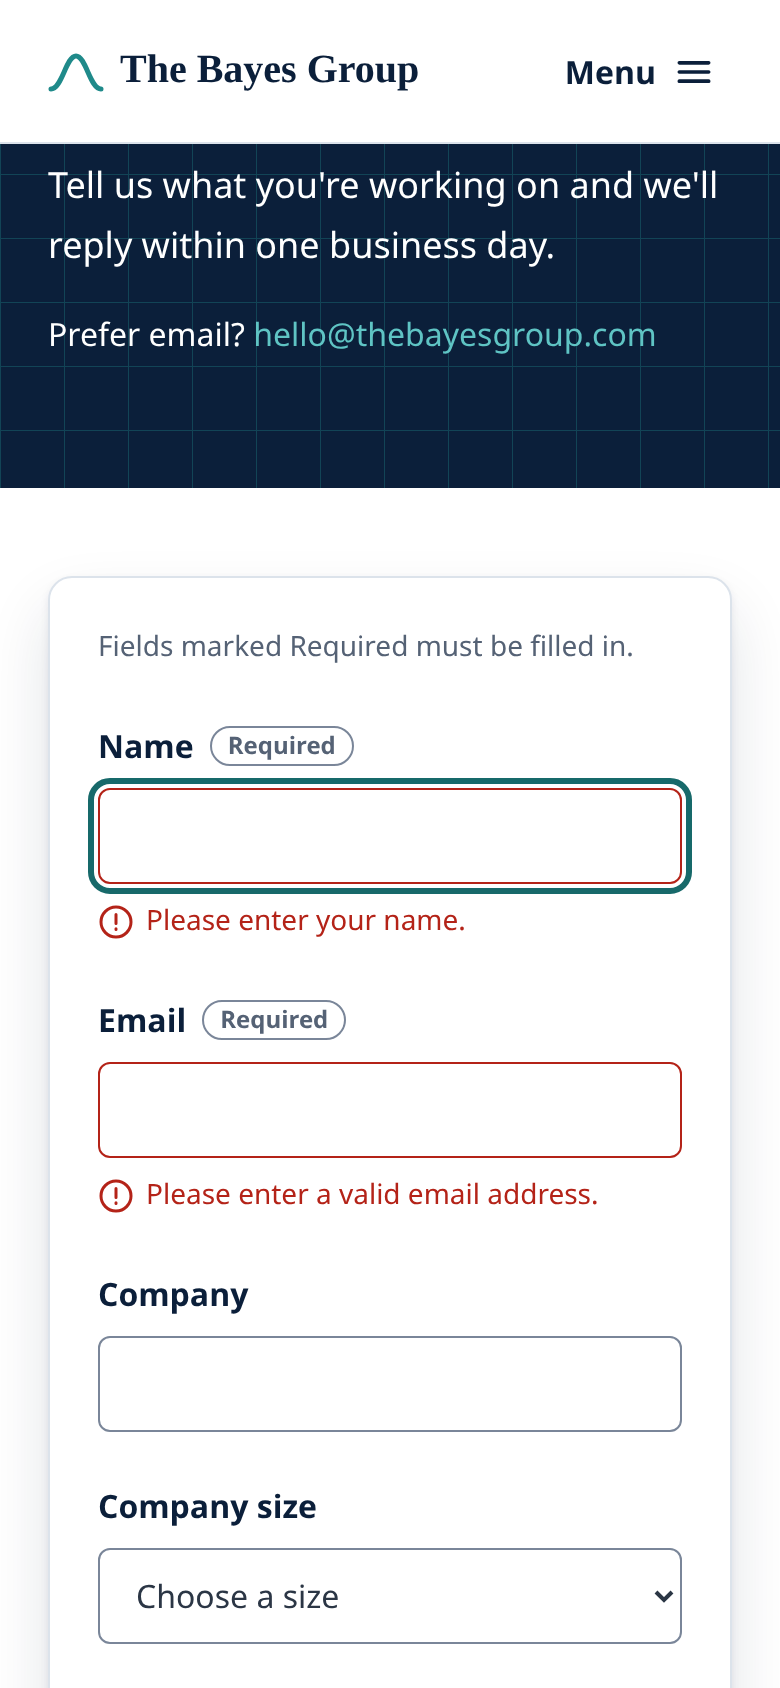 The Bayes Group
Menu
Tell us what you're working on and we'll
reply within one business day.
Prefer email? hello@thebayesgroup.com
Fields marked Required must be filled in.
Name Required
Please enter your name.
Email Required
Please enter a valid email address.
Company
Company size
Choose a size